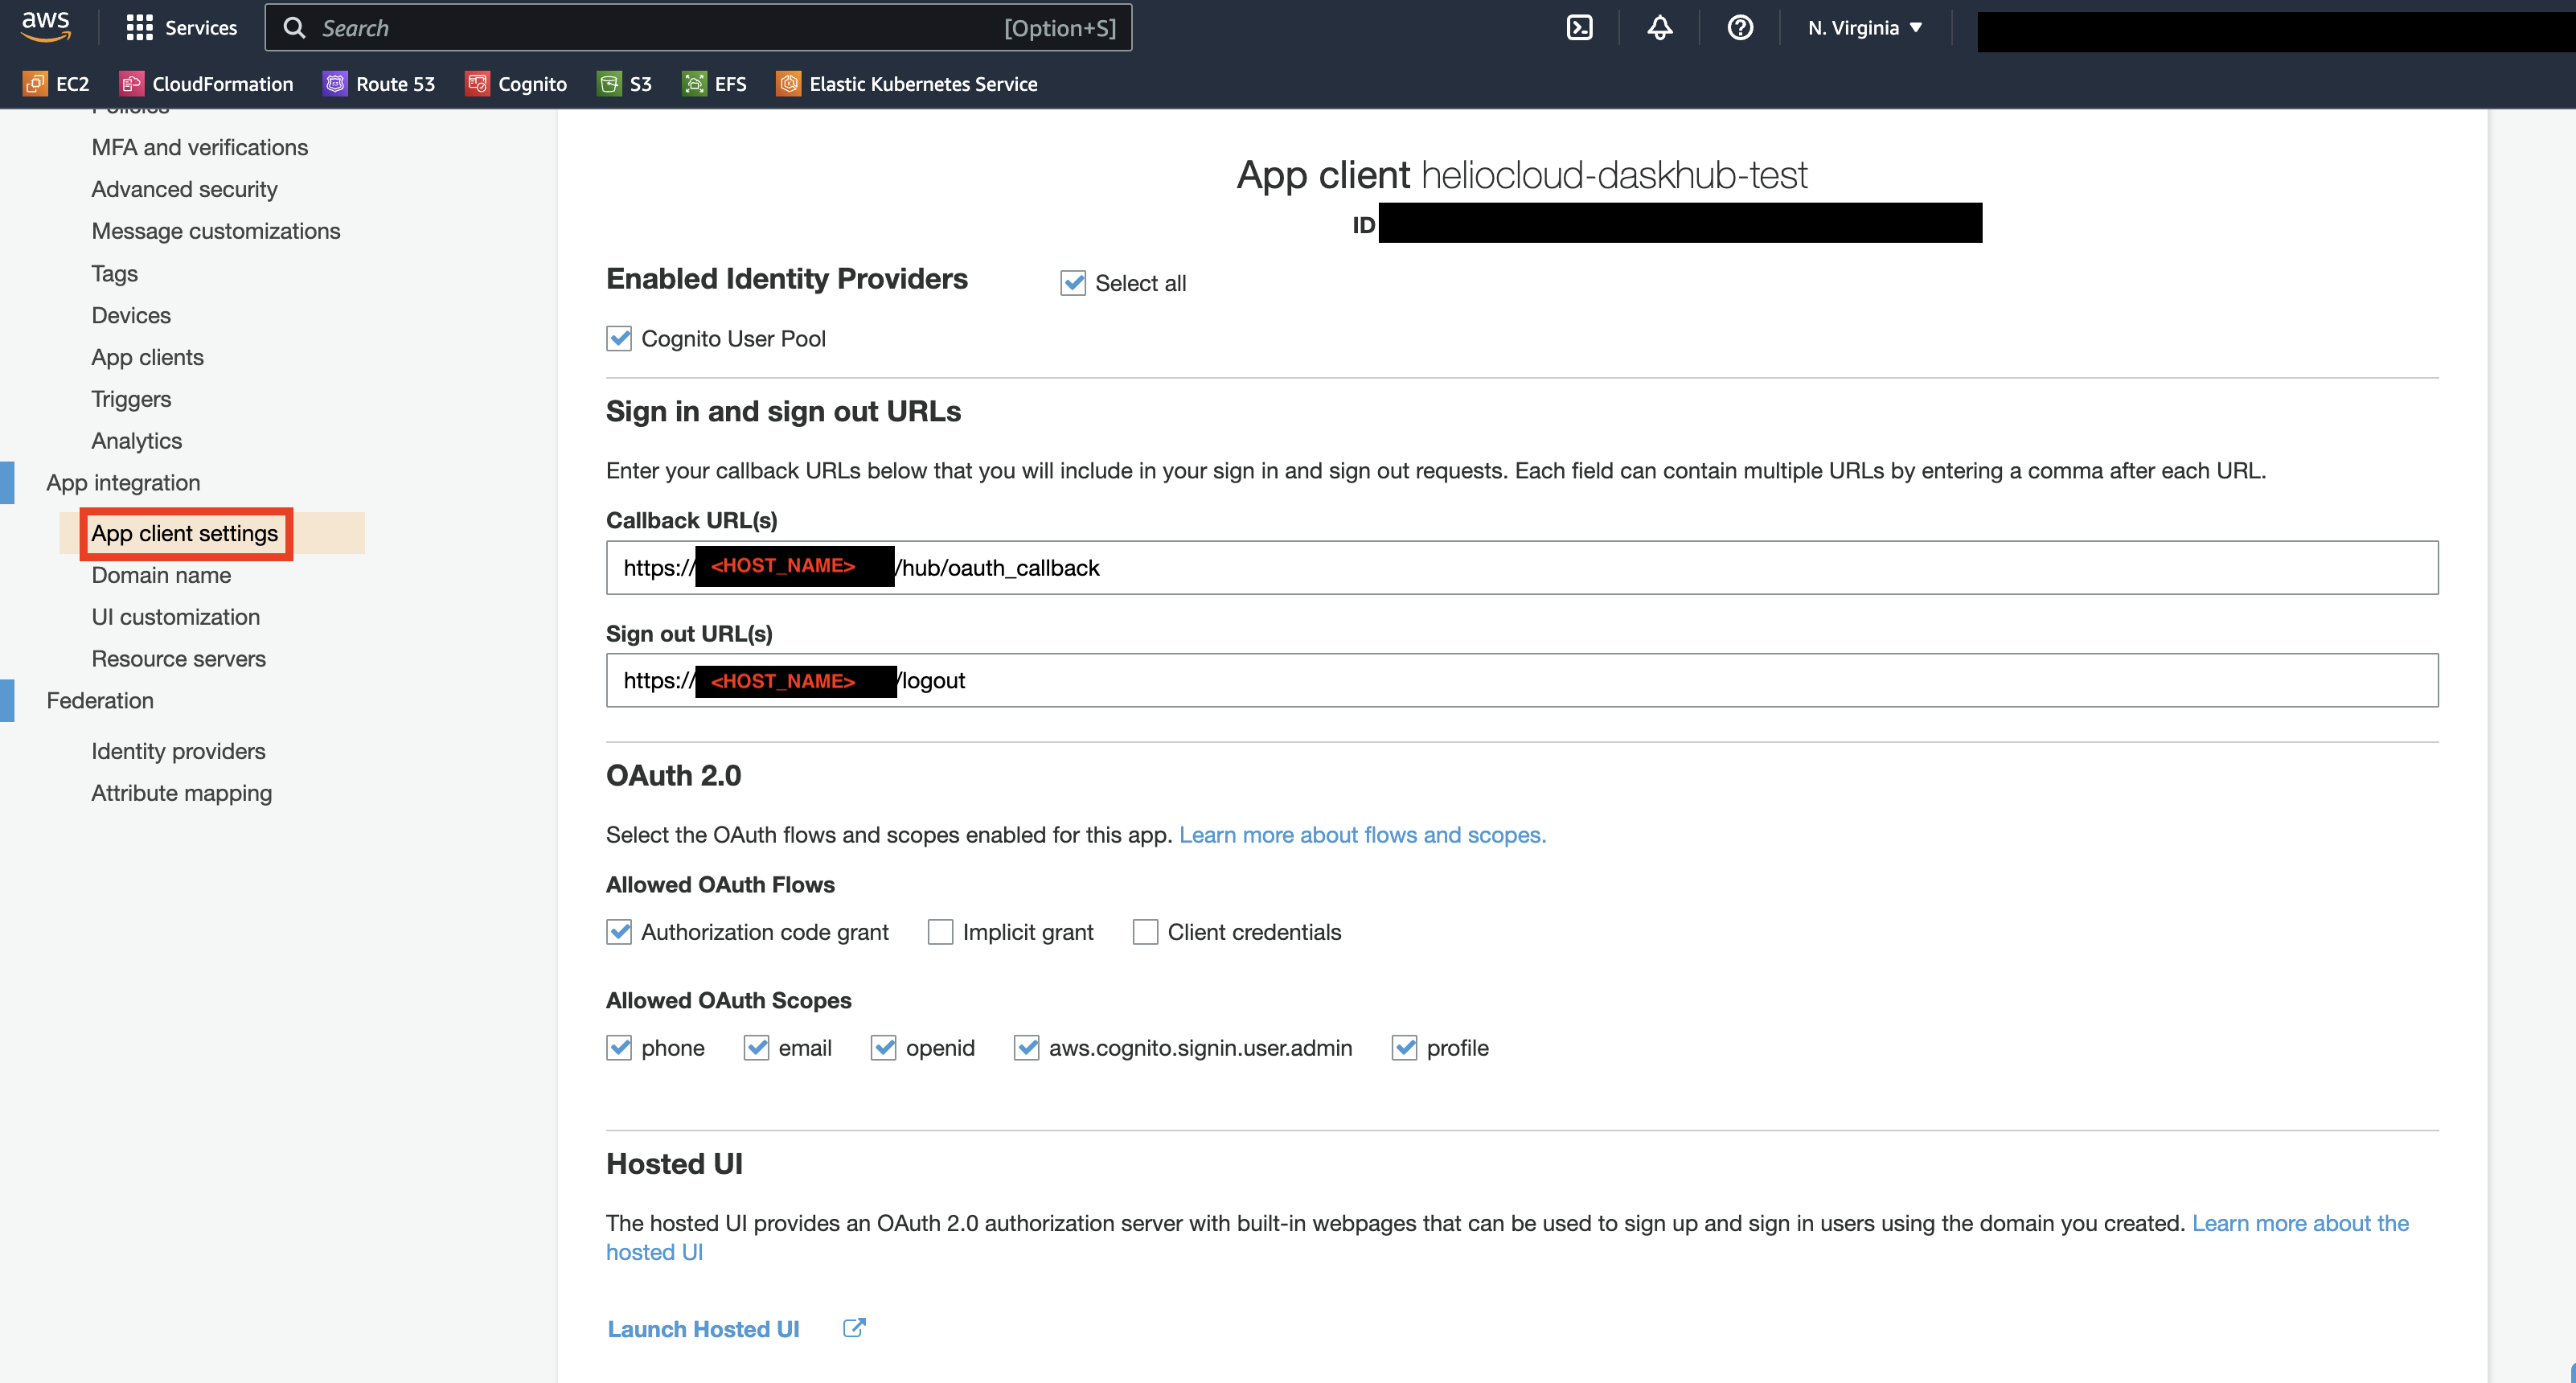 aws Services Search [Option+S] N. Virginia ▼
EC2 CloudFormation Route 53 Cognito S3 EFS Elastic Kubernetes Service
Policies
MFA and verifications
Advanced security
Message customizations
Tags
Devices
App clients
Triggers
Analytics
App integration
App client settings
Domain name
UI customization
Resource servers
Federation
Identity providers
Attribute mapping
App client heliocloud-daskhub-test
ID
Enabled Identity Providers Select all
Cognito User Pool
Sign in and sign out URLs
Enter your callback URLs below that you will include in your sign in and sign out requests. Each field can contain multiple URLs by entering a comma after each URL.
Callback URL(s)
https://<HOST_NAME>/hub/oauth_callback
Sign out URL(s)
https://<HOST_NAME>/logout
OAuth 2.0
Select the OAuth flows and scopes enabled for this app. Learn more about flows and scopes.
Allowed OAuth Flows
Authorization code grant Implicit grant Client credentials
Allowed OAuth Scopes
phone email openid aws.cognito.signin.user.admin profile
Hosted UI
The hosted UI provides an OAuth 2.0 authorization server with built-in webpages that can be used to sign up and sign in users using the domain you created. Learn more about the
hosted UI
Launch Hosted UI